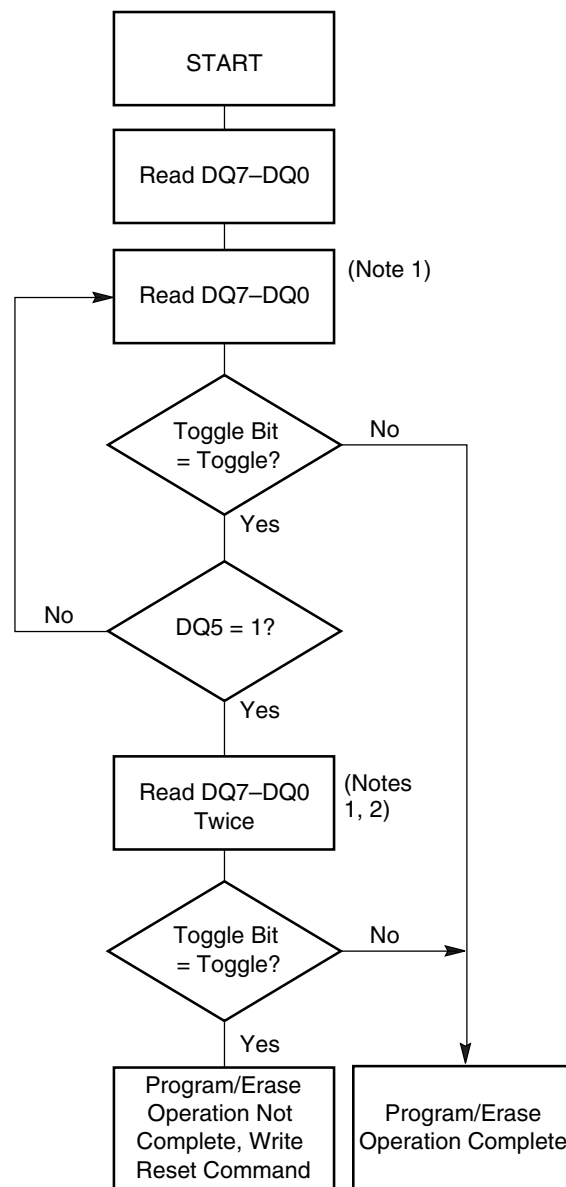 START
Read DQ7–DQ0
Read DQ7–DQ0
(Note 1)
Toggle Bit
= Toggle?
No
Yes
No
DQ5 = 1?
Yes
Read DQ7–DQ0
Twice
(Notes
1, 2)
Toggle Bit
= Toggle?
No
Yes
Program/Erase
Operation Not
Complete, Write
Reset Command
Program/Erase
Operation Complete